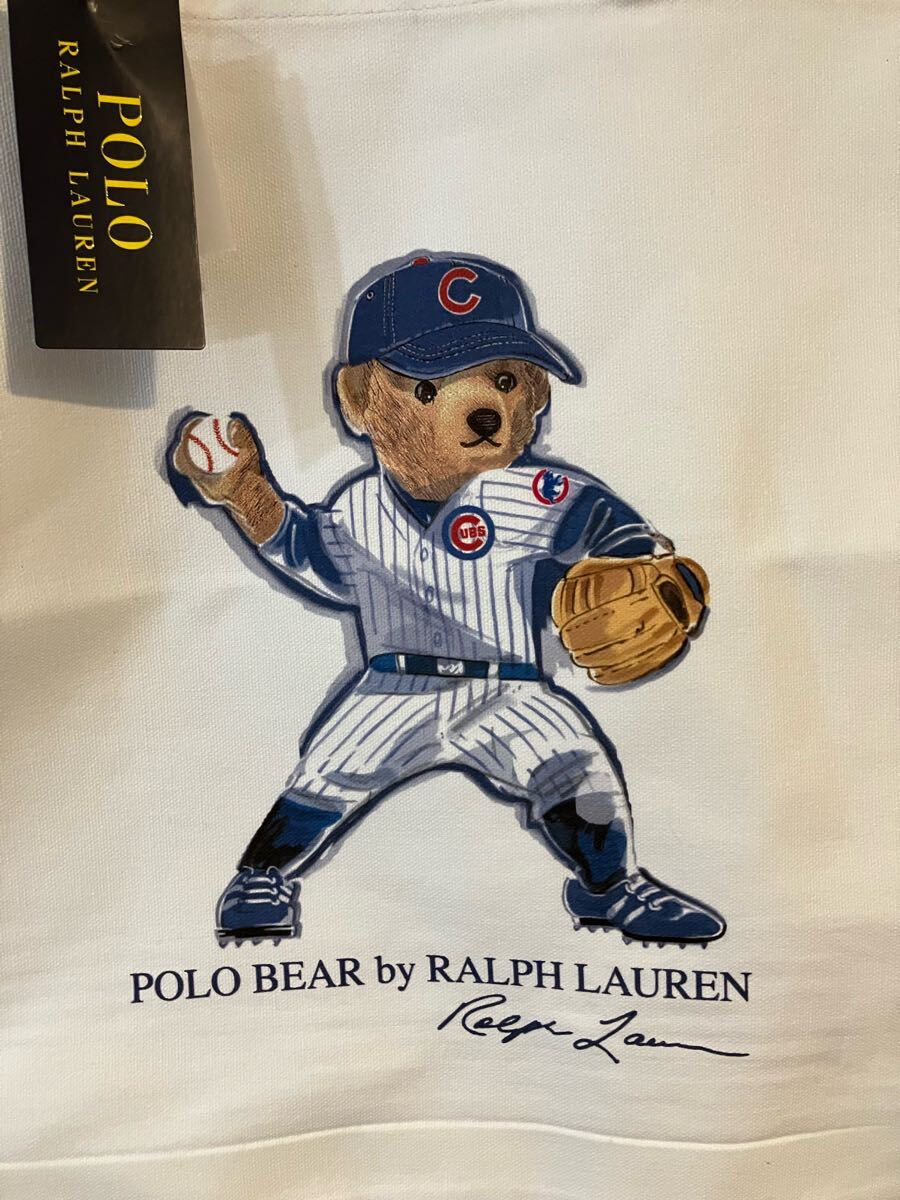 POLO
RALPH LAUREN
C
CUBS
POLO BEAR by RALPH LAUREN
Ralph Lauren